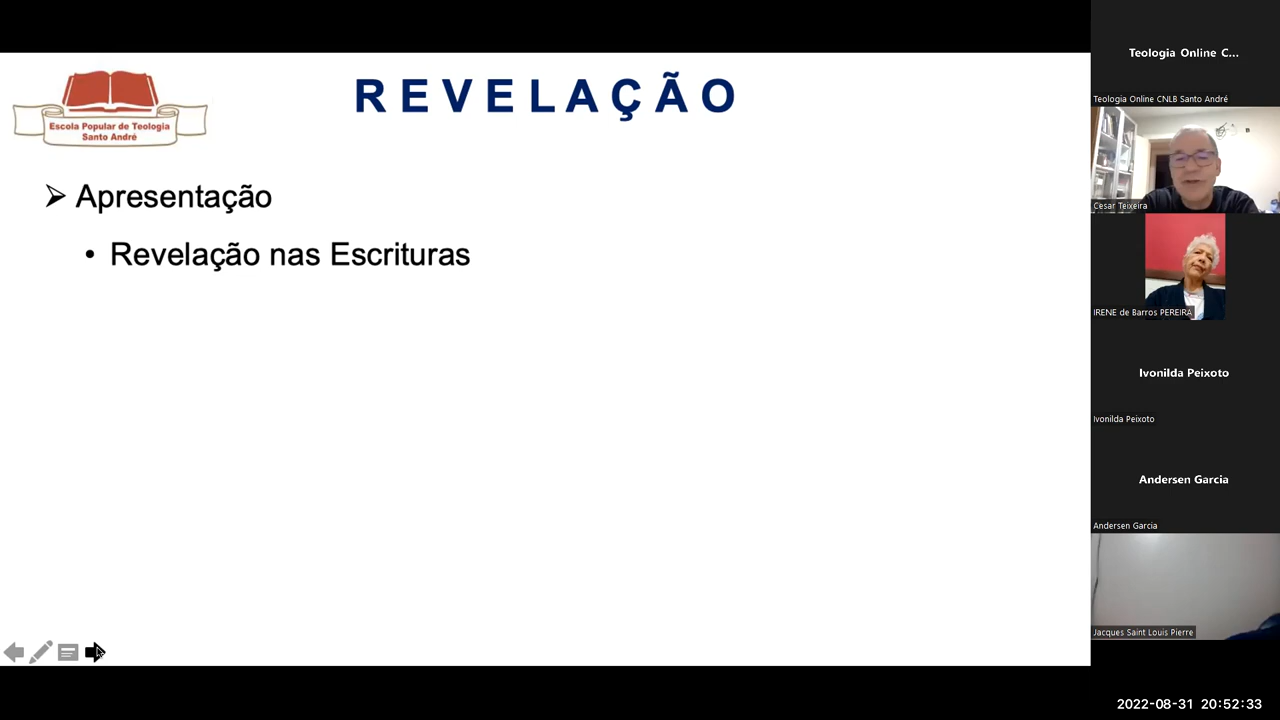 REVELAÇÃO
Escola Popular de Teologia
Santo André
Apresentação
• Revelação nas Escrituras
Teologia Online C...
Teologia Online CNLB Santo André
Cesar Teixeira
IRENE de Barros PEREIRA
Ivonilda Peixoto
Ivonilda Peixoto
Andersen Garcia
Andersen Garcia
Jacques Saint Louis Pierre
2022-08-31 20:52:33